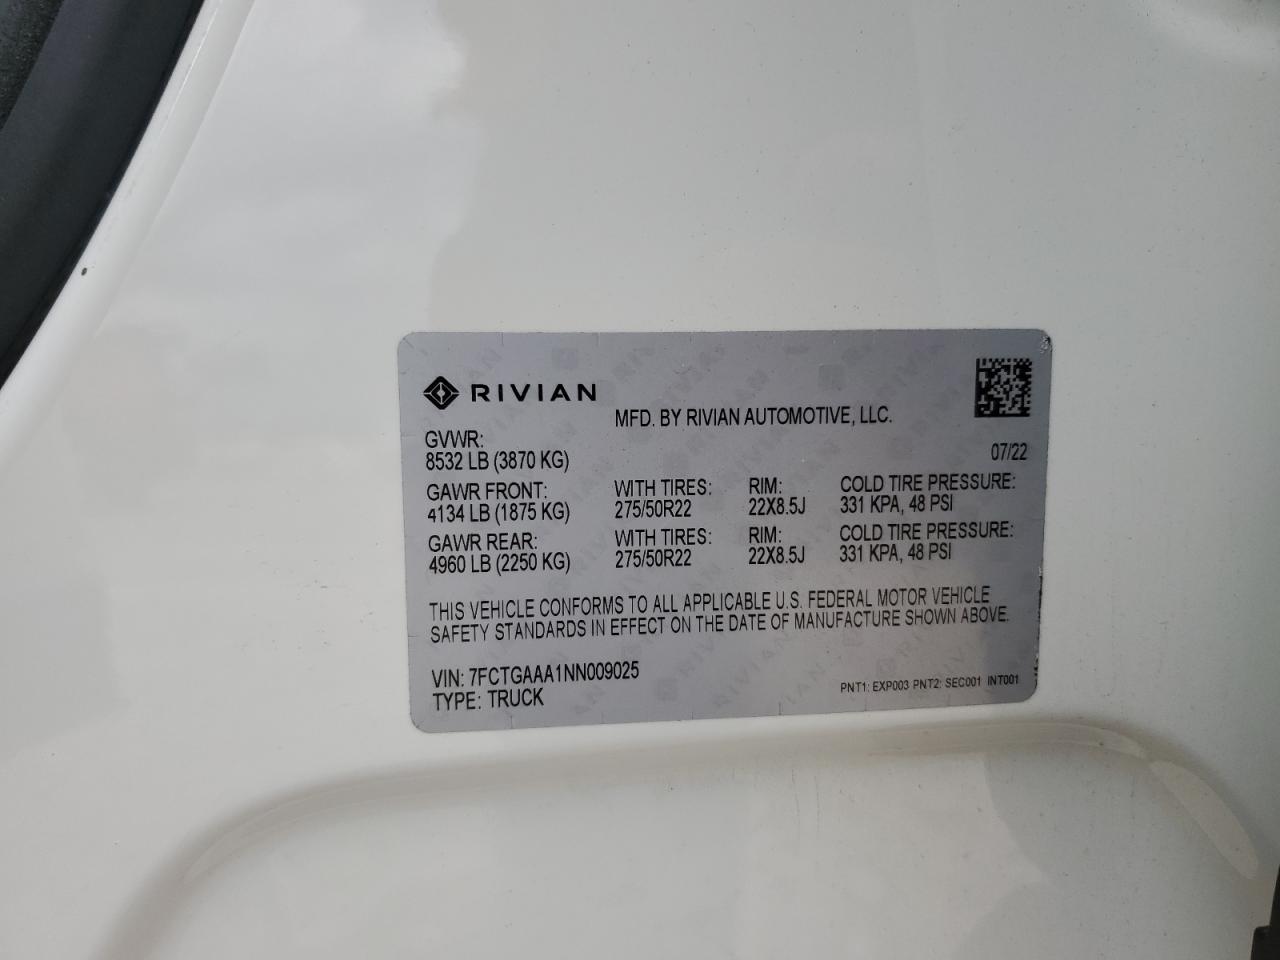 RIVIAN
MFD. BY RIVIAN AUTOMOTIVE, LLC.
GVWR:
8532 LB (3870 KG)
07/22
GAWR FRONT: WITH TIRES: RIM: COLD TIRE PRESSURE:
4134 LB (1875 KG) 275/50R22 22X8.5J 331 KPA, 48 PSI
GAWR REAR: WITH TIRES: RIM: COLD TIRE PRESSURE:
4960 LB (2250 KG) 275/50R22 22X8.5J 331 KPA, 48 PSI
THIS VEHICLE CONFORMS TO ALL APPLICABLE U.S. FEDERAL MOTOR VEHICLE
SAFETY STANDARDS IN EFFECT ON THE DATE OF MANUFACTURE SHOWN ABOVE.
VIN: 7FCTGAAA1NN009025
TYPE: TRUCK
PNT1: EXP003 PNT2: SEC001 INT001